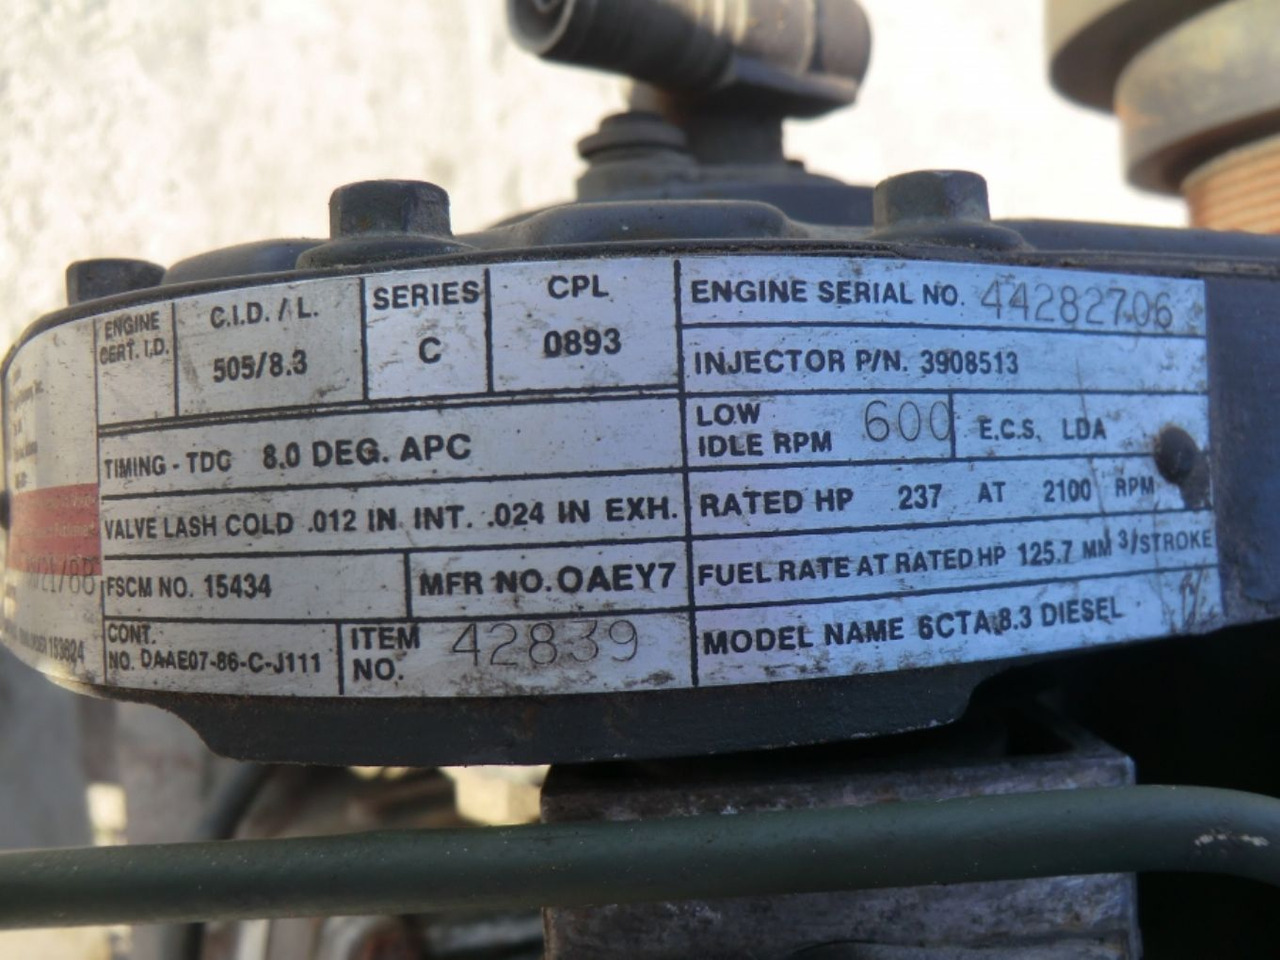 ENGINE
CERT. I.D.
C.I.D. / L.
505/8.3
SERIES
C
CPL
0893
TIMING - TDC 8.0 DEG. APC
VALVE LASH COLD .012 IN INT. .024 IN EXH.
FSCM NO. 15434
MFR NO. OAEY7
CONT.
NO. DAAE07-86-C-J111
ITEM
NO.
42839
ENGINE SERIAL NO. 44282706
INJECTOR P/N. 3908513
LOW
IDLE RPM
600
E.C.S. LDA
RATED HP 237 AT 2100 RPM
FUEL RATE AT RATED HP 125.7 MM 3/STROKE
MODEL NAME 6CTA 8.3 DIESEL